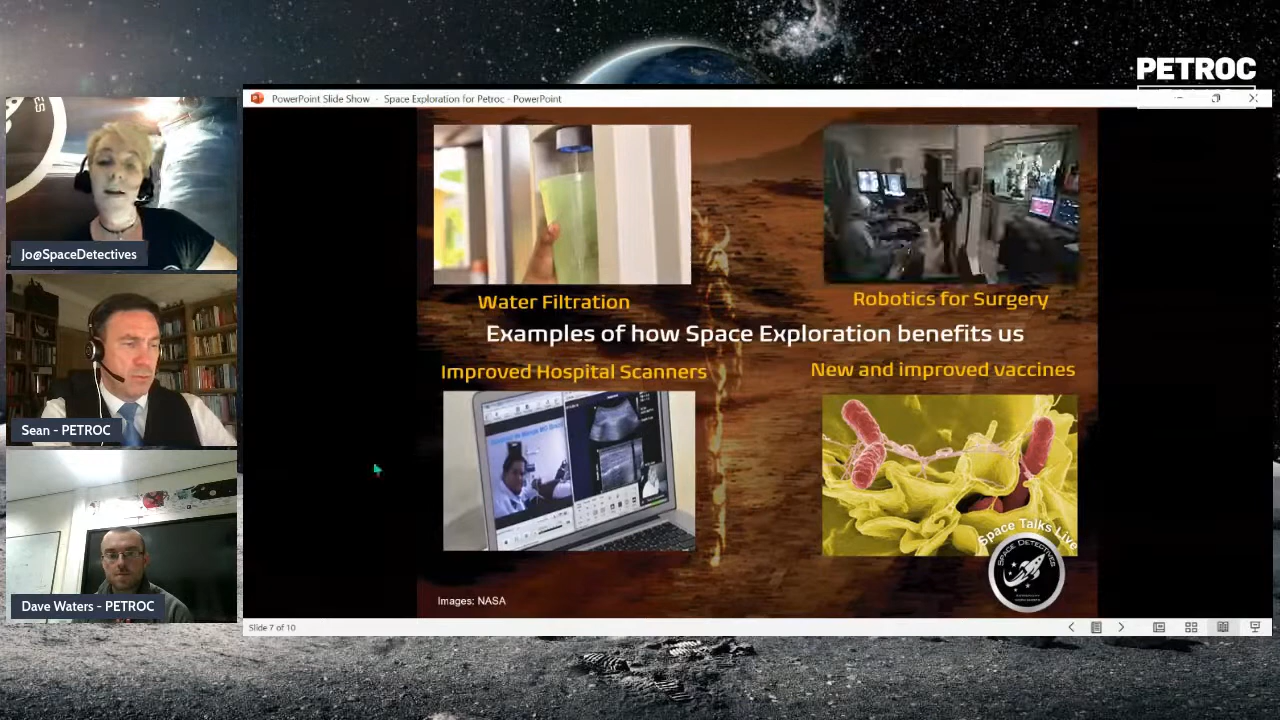 PETROC
PowerPoint Slide Show - Space Exploration for Petroc - PowerPoint
Jo@SpaceDetectives
Sean - PETROC
Dave Waters - PETROC
Water Filtration
Robotics for Surgery
Examples of how Space Exploration benefits us
Improved Hospital Scanners
New and improved vaccines
Space Talks Live
SPACE DETECTIVES
Images: NASA
Slide 7 of 10